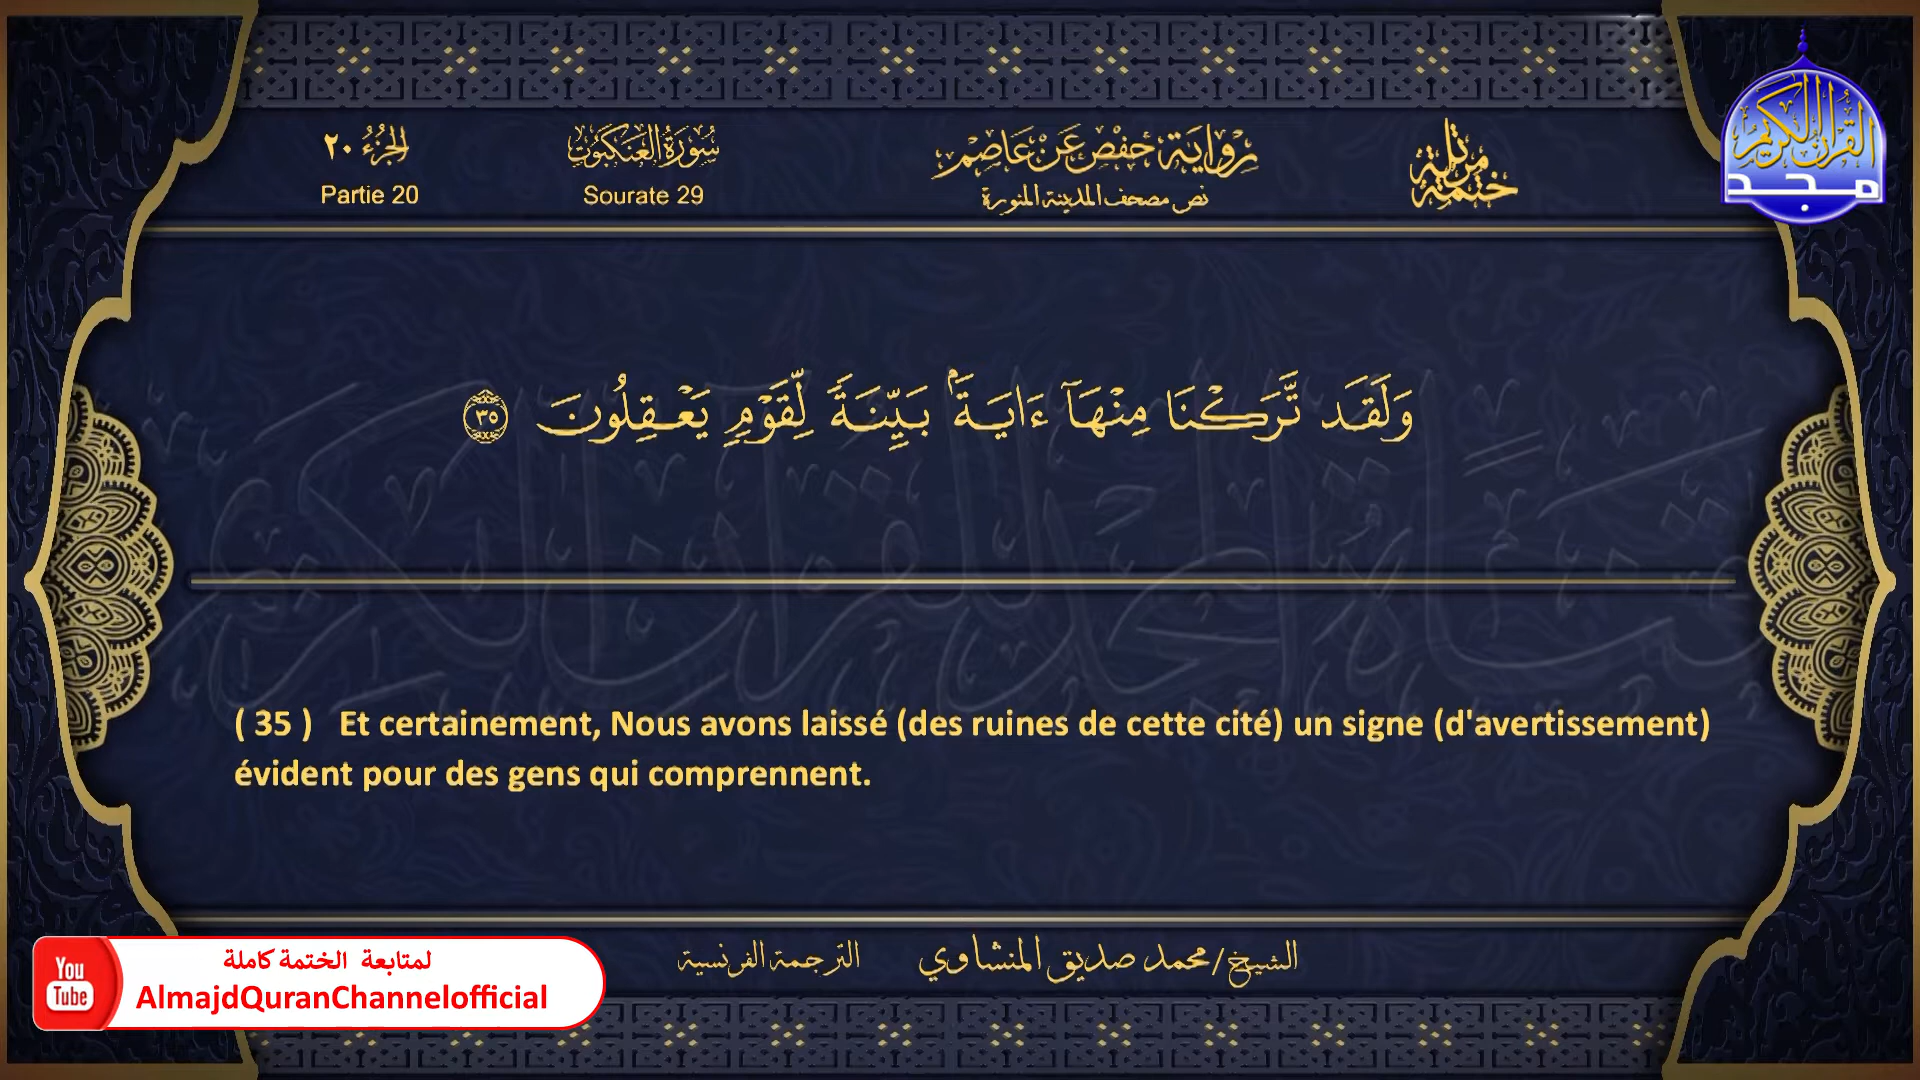 الجزء ٢٠
Partie 20
سورة العنكبوت
Sourate 29
رواية حفص عن عاصم
نص مصحف المدينة المنورة
ختمة مرتلة
القرآن الكريم
مجد
وَلَقَد تَّرَكْنَا مِنْهَآ ءَايَةَۢ بَيِّنَةً لِّقَوْمٍ يَعْقِلُونَ ٣٥
( 35 ) Et certainement, Nous avons laissé (des ruines de cette cité) un signe (d'avertissement)
évident pour des gens qui comprennent.
الشيخ/محمد صديق المنشاوي
الترجمة الفرنسية
You
Tube
لمتابعة الختمة كاملة
AlmajdQuranChannelofficial